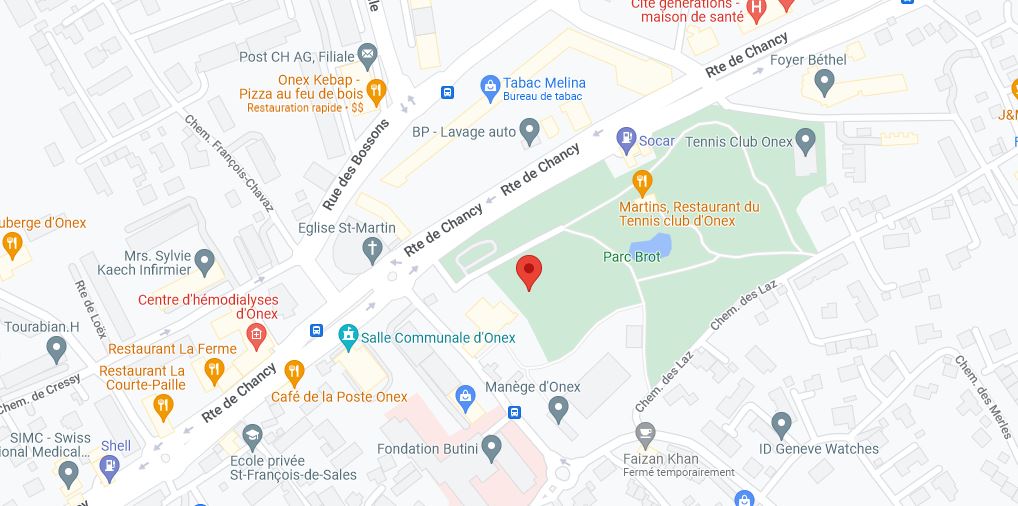 Cité générations -
maison de santé
Rte de Chancy
Foyer Béthel
Post CH AG, Filiale
Onex Kebap -
Pizza au feu de bois
Restauration rapide • $$
Tabac Melina
Bureau de tabac
BP - Lavage auto
Rue des Bossons
Chem. François-Chavaz
Rte de Chancy
Socar
Tennis Club Onex
Martins, Restaurant du
Tennis club d'Onex
Parc Brot
Rte de Chancy
Eglise St-Martin
d'Onex
Mrs. Sylvie
Kaech Infirmier
Rte de Loëx
Centre d'hémodialyses
d'Onex
Tourabian.H
Salle Communale d'Onex
Restaurant La Ferme
Restaurant La
Courte-Paille
Café de la Poste Onex
Chem. de Cressy
Rte de Chancy
Chem. des Laz
Chem. des Laz
Manège d'Onex
Chem. des Merles
SIMC - Swiss
Medical...
Shell
Ecole privée
St-François-de-Sales
Fondation Butini
Faizan Khan
Fermé temporairement
ID Geneve Watches